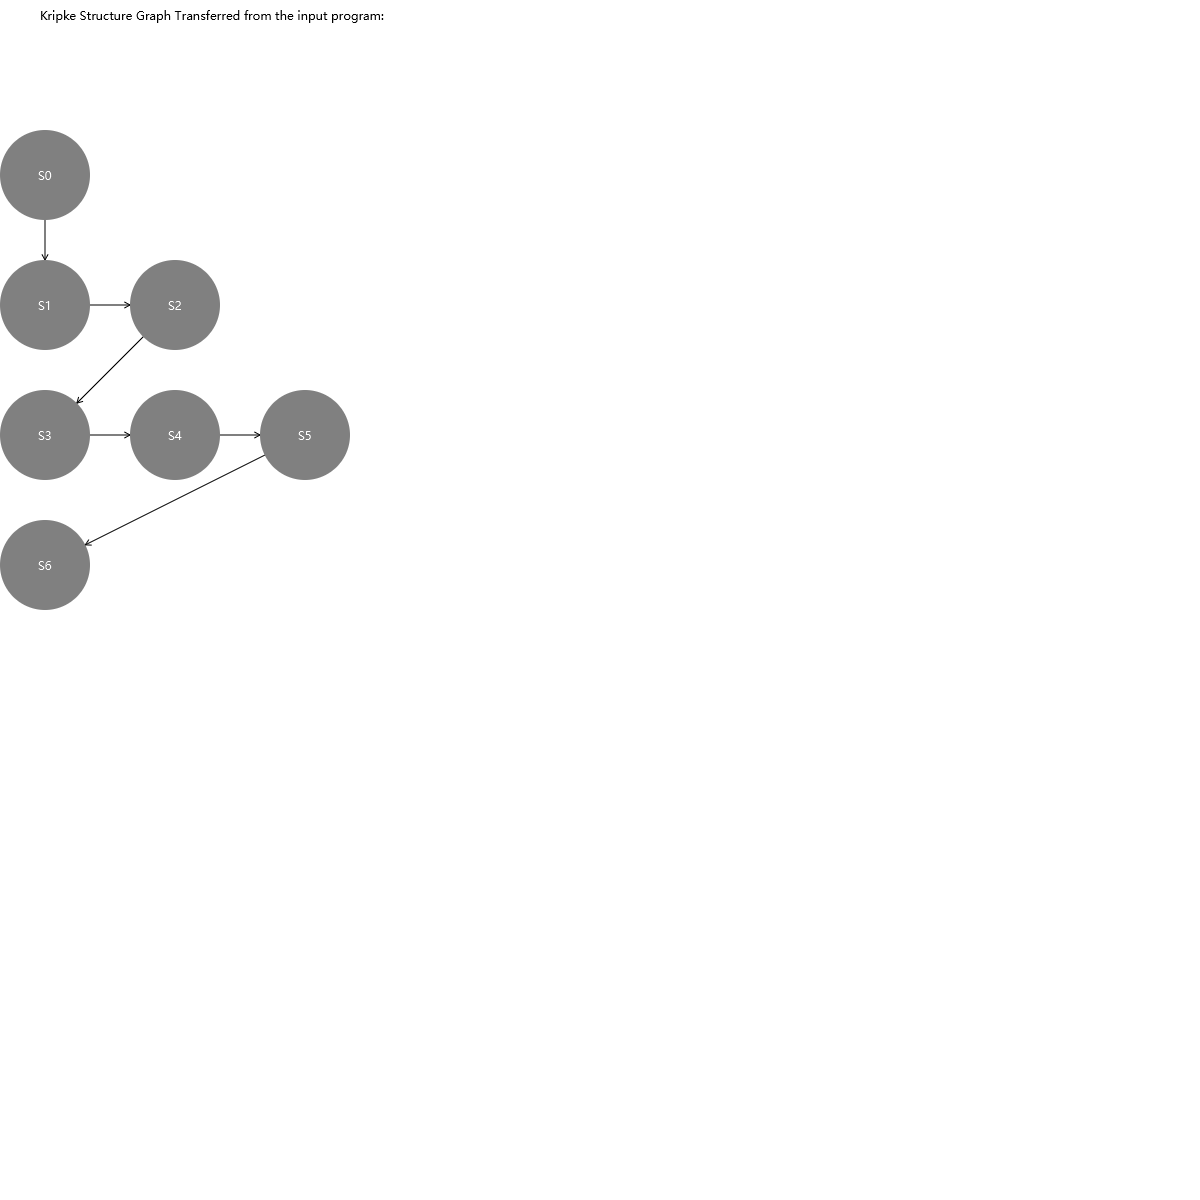 Kripke Structure Graph Transferred from the input program:
S0
S1 S2
S3 S4 S5
S6